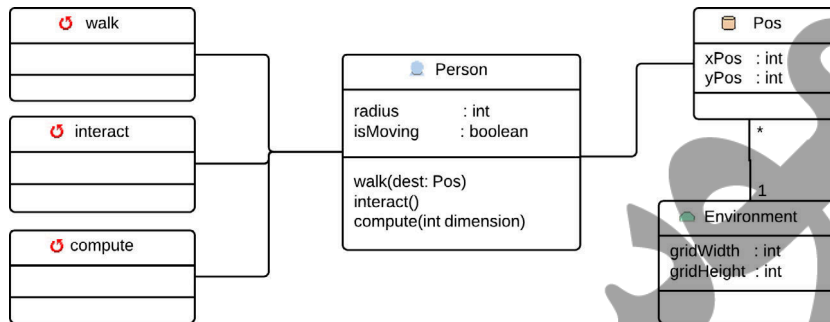 walk
interact
compute
Person
radius : int
isMoving : boolean
walk(dest: Pos)
interact()
compute(int dimension)
Pos
xPos : int
yPos : int
*
1
Environment
gridWidth : int
gridHeight : int